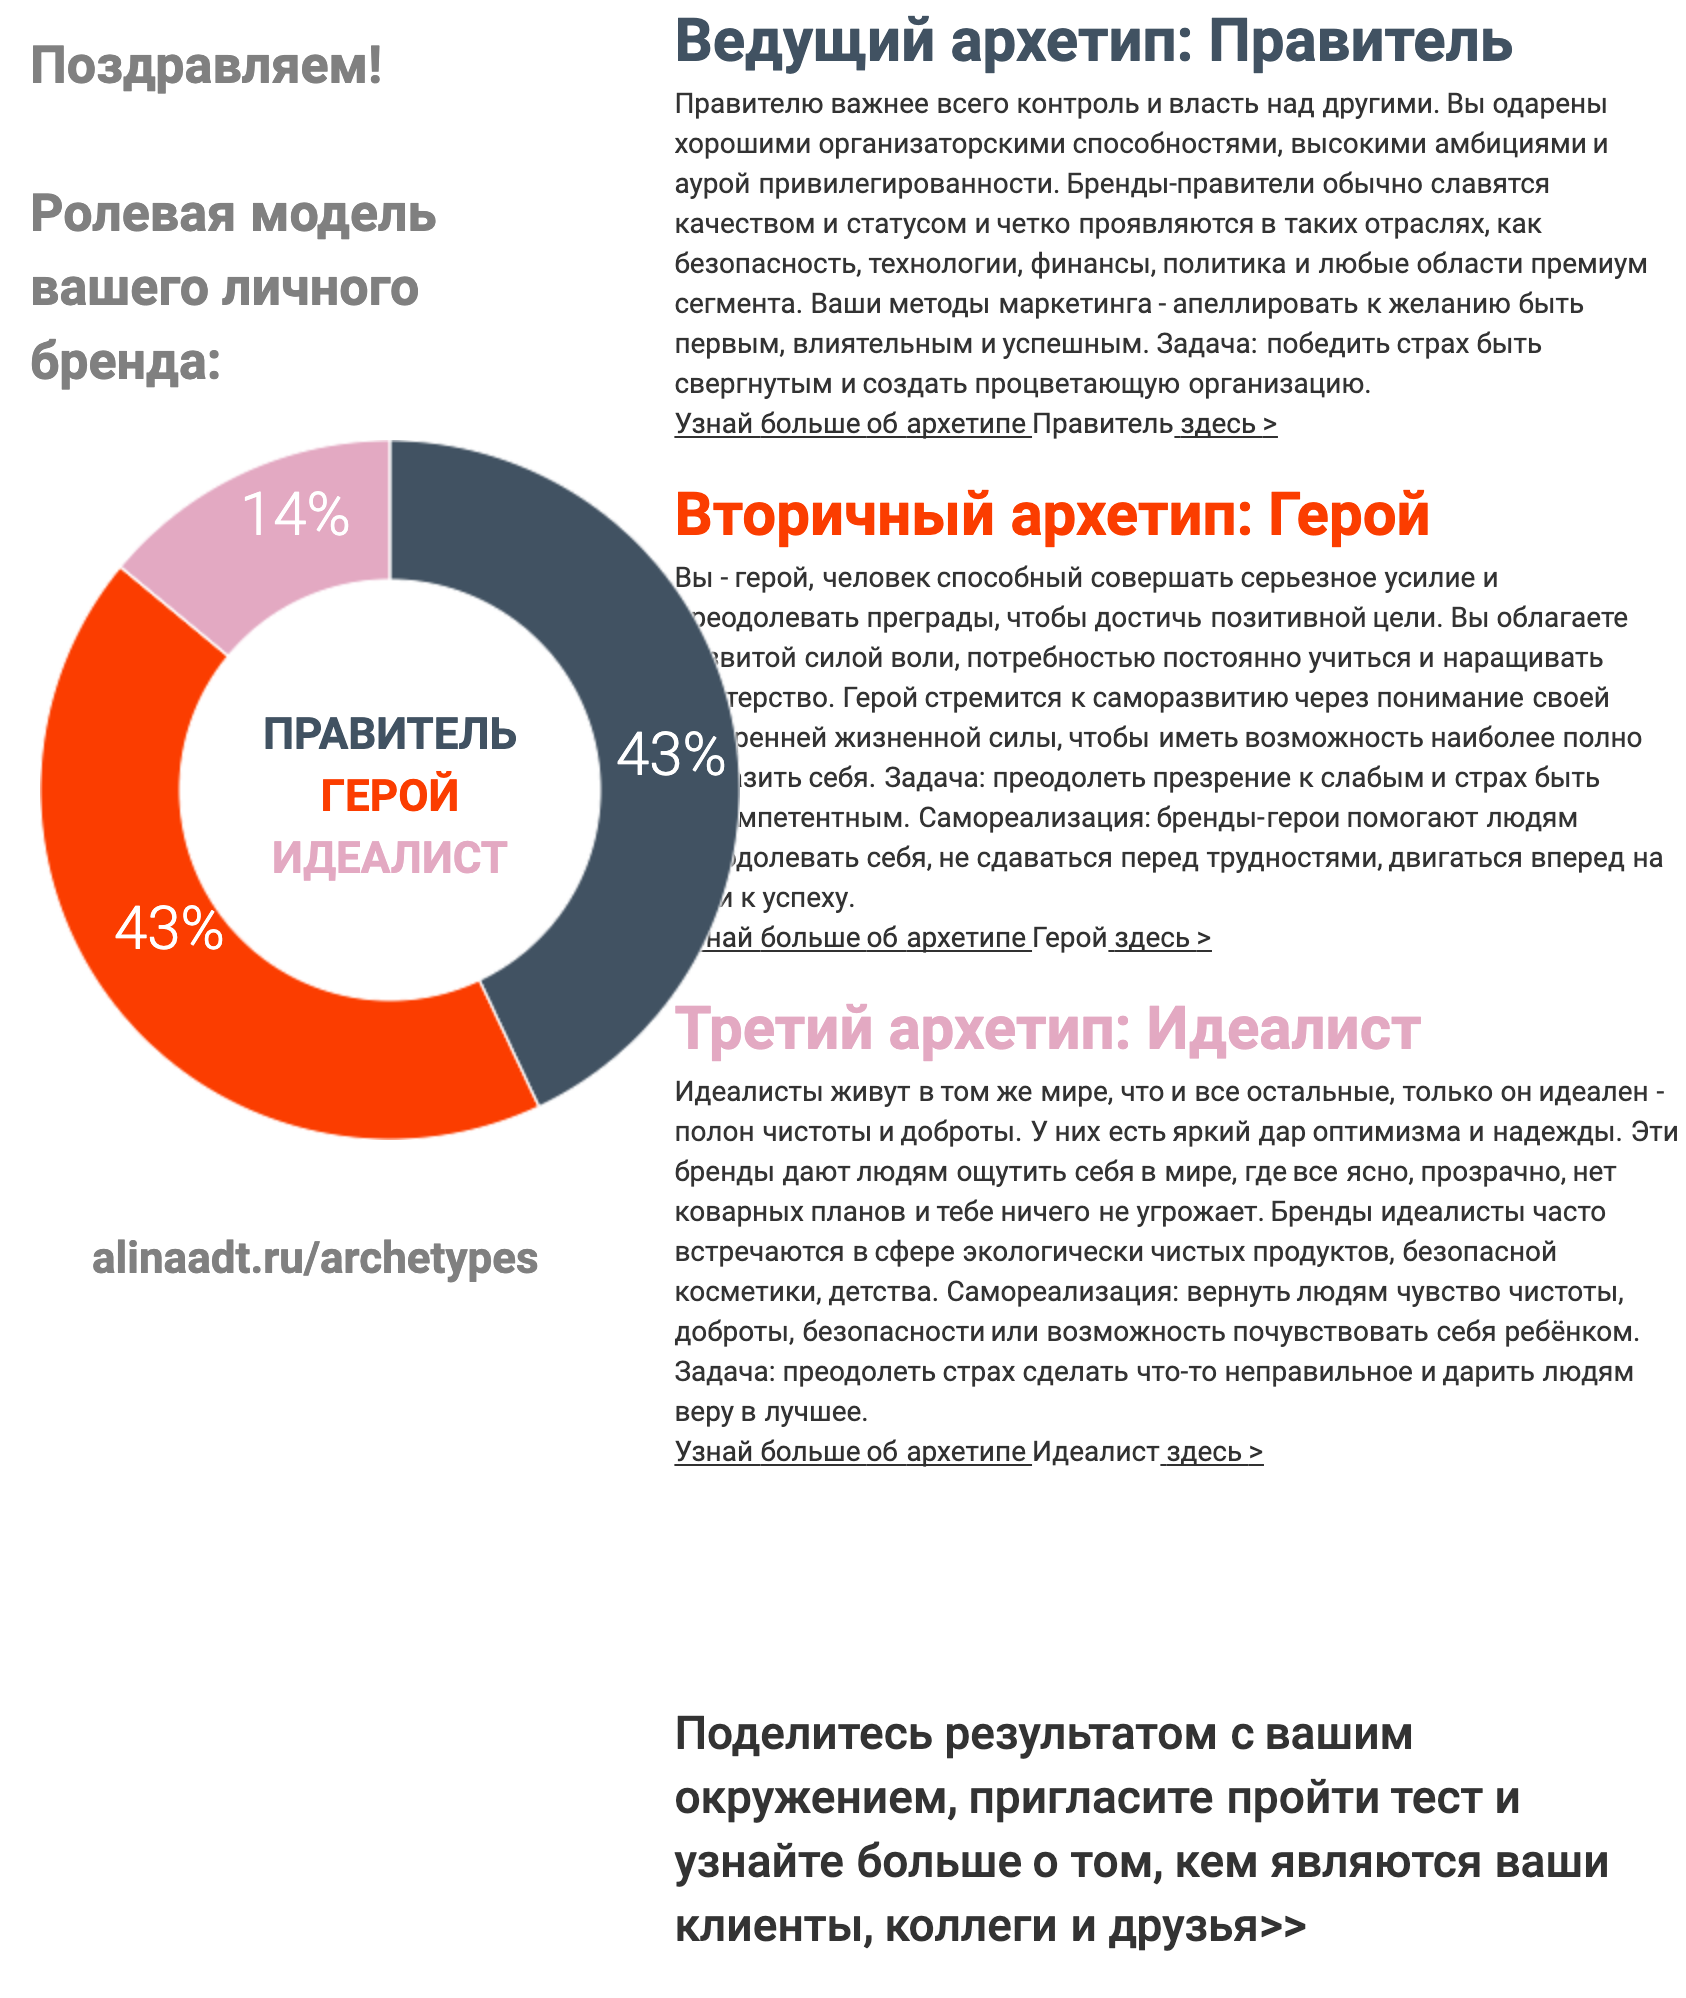 Поздравляем!
Ролевая модель
вашего личного
бренда:
14%
43%
43%
ПРАВИТЕЛЬ
ГЕРОЙ
ИДЕАЛИСТ
alinaadt.ru/archetypes
Ведущий архетип: Правитель
Правителю важнее всего контроль и власть над другими. Вы одарены
хорошими организаторскими способностями, высокими амбициями и
аурой привилегированности. Бренды-правители обычно славятся
качеством и статусом и четко проявляются в таких отраслях, как
безопасность, технологии, финансы, политика и любые области премиум
сегмента. Ваши методы маркетинга - апеллировать к желанию быть
первым, влиятельным и успешным. Задача: победить страх быть
свергнутым и создать процветающую организацию.
Узнай больше об архетипе Правитель здесь >
Вторичный архетип: Герой
Вы - герой, человек способный совершать серьезное усилие и
реодолевать преграды, чтобы достичь позитивной цели. Вы облагаете
звитой силой воли, потребностью постоянно учиться и наращивать
терство. Герой стремится к саморазвитию через понимание своей
ренней жизненной силы, чтобы иметь возможность наиболее полно
зить себя. Задача: преодолеть презрение к слабым и страх быть
мпетентным. Самореализация: бренды-герои помогают людям
долевать себя, не сдаваться перед трудностями, двигаться вперед на
и к успеху.
най больше об архетипе Герой здесь >
Третий архетип: Идеалист
Идеалисты живут в том же мире, что и все остальные, только он идеален -
полон чистоты и доброты. У них есть яркий дар оптимизма и надежды. Эти
бренды дают людям ощутить себя в мире, где все ясно, прозрачно, нет
коварных планов и тебе ничего не угрожает. Бренды идеалисты часто
встречаются в сфере экологически чистых продуктов, безопасной
косметики, детства. Самореализация: вернуть людям чувство чистоты,
доброты, безопасности или возможность почувствовать себя ребёнком.
Задача: преодолеть страх сделать что-то неправильное и дарить людям
веру в лучшее.
Узнай больше об архетипе Идеалист здесь >
Поделитесь результатом с вашим
окружением, пригласите пройти тест и
узнайте больше о том, кем являются ваши
клиенты, коллеги и друзья>>